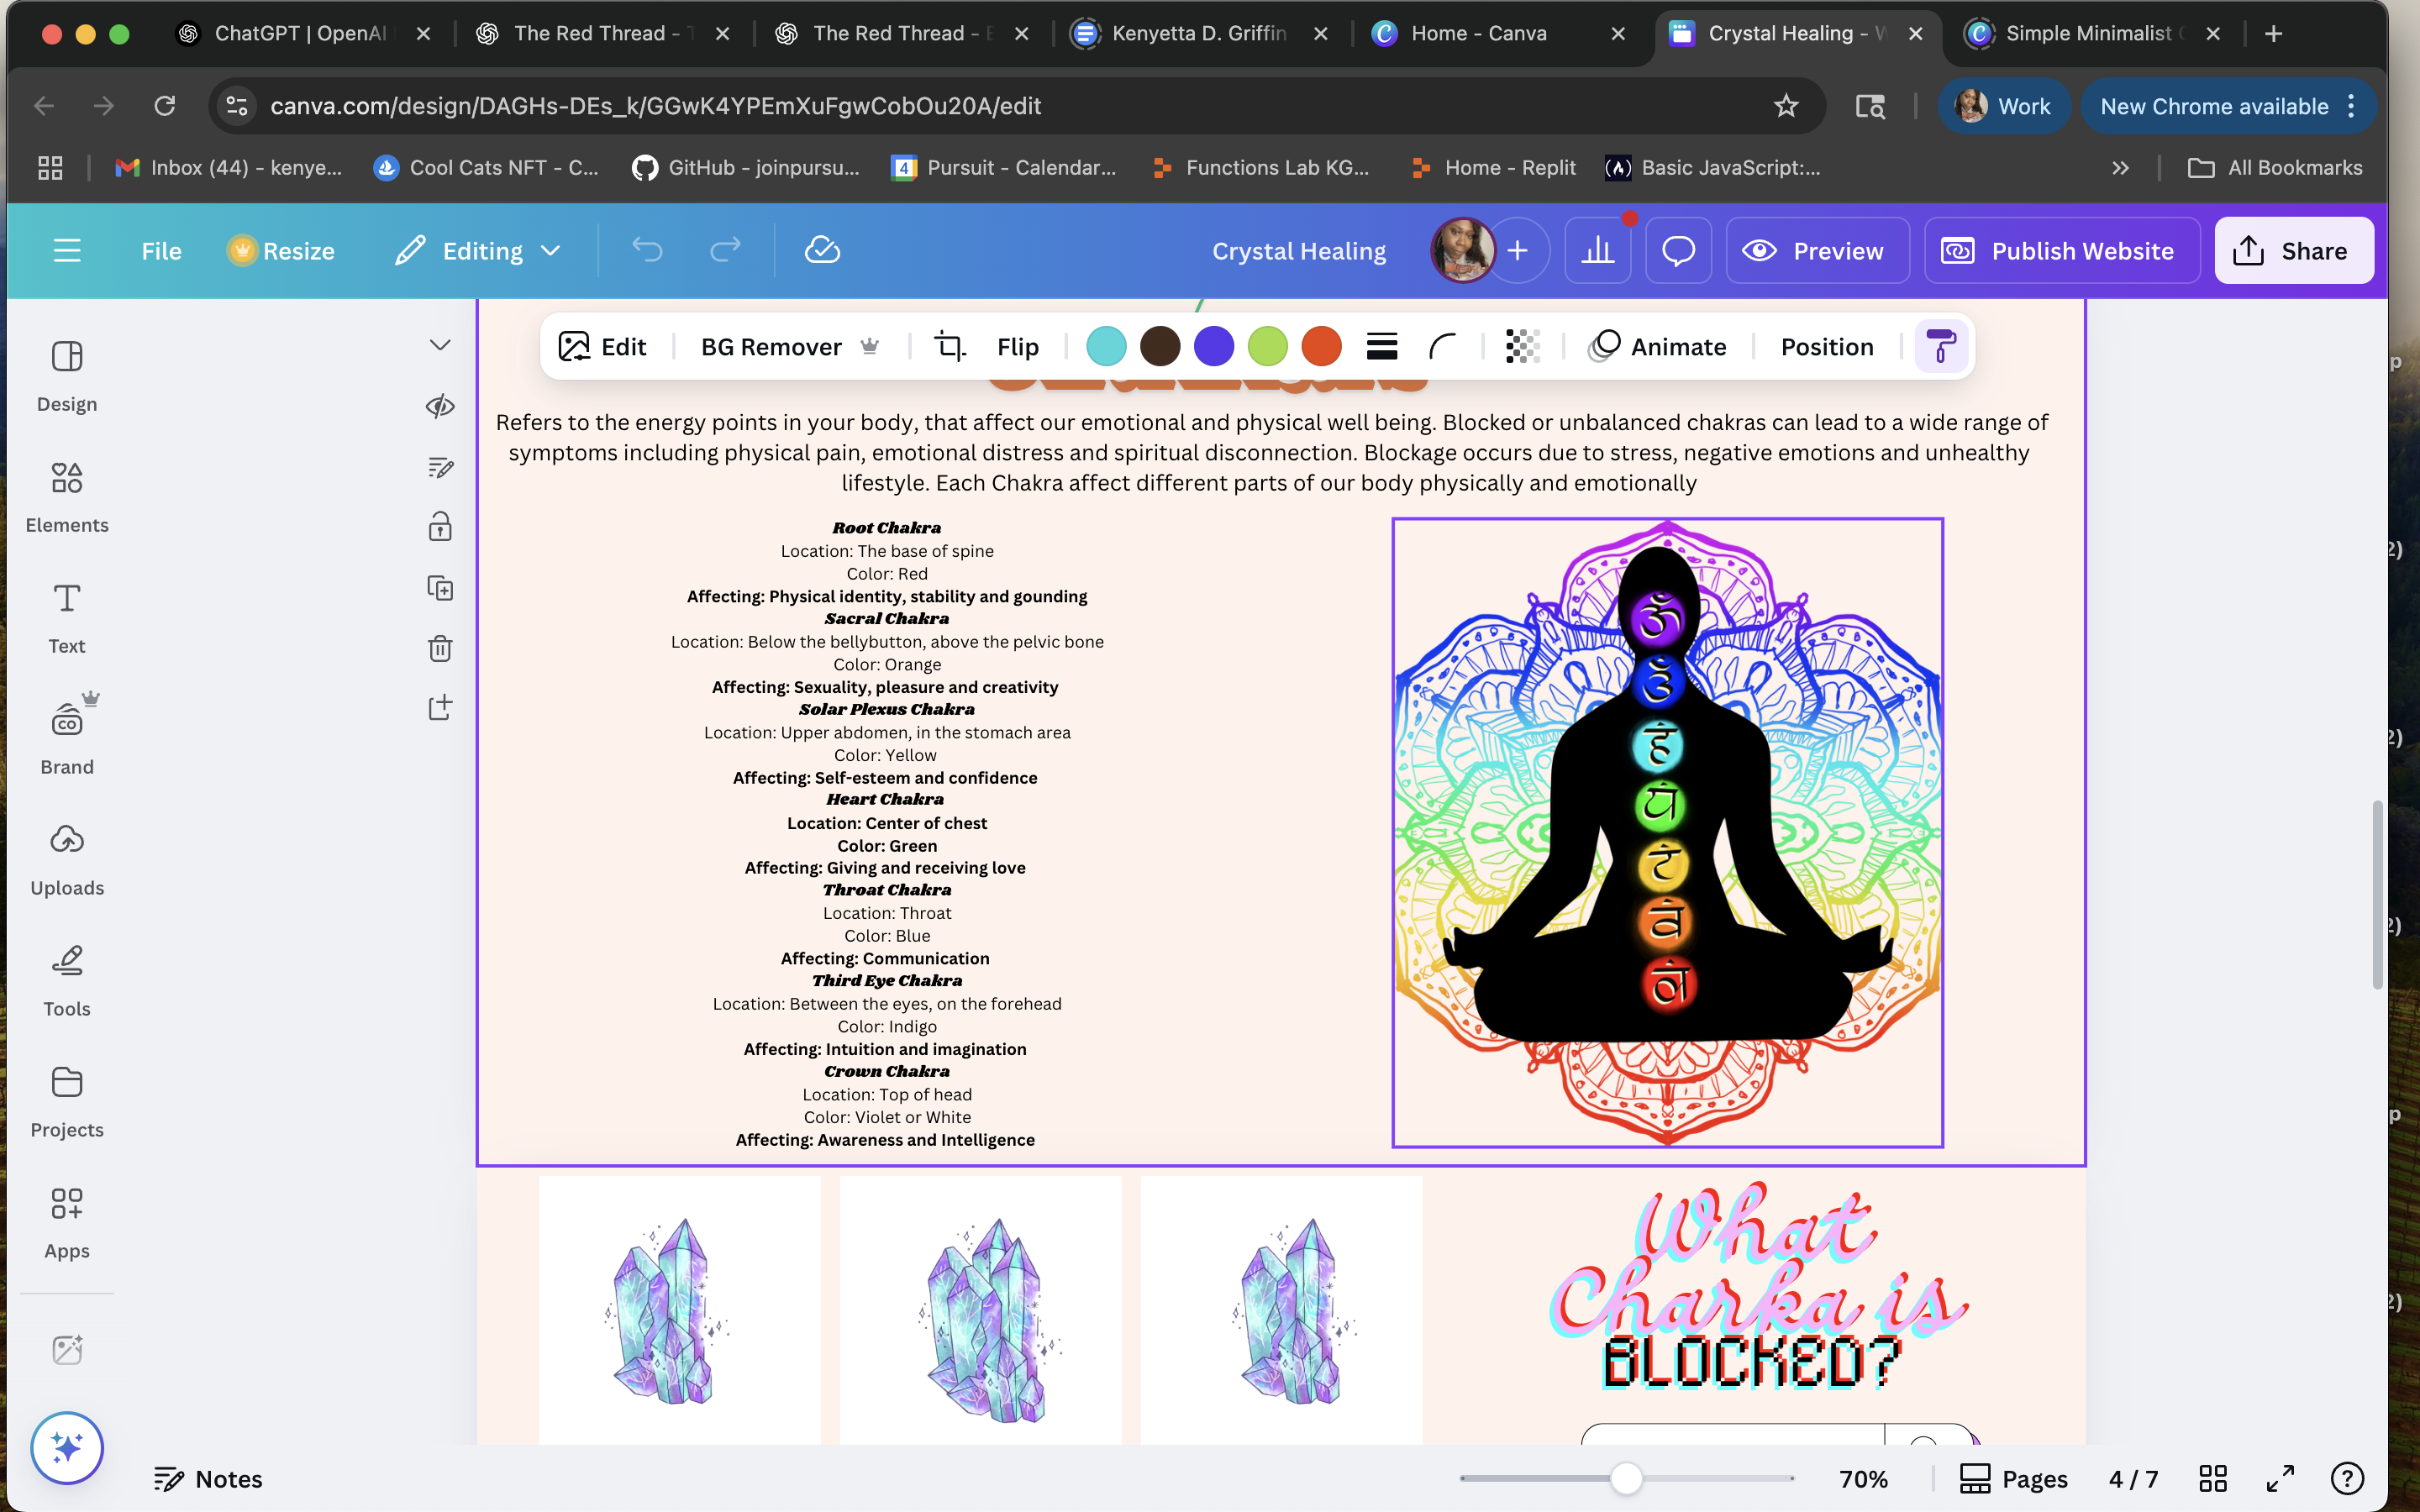 ChatGPT | OpenAI
The Red Thread -
The Red Thread -
Kenyetta D. Griffin
Home - Canva
Crystal Healing -
Simple Minimalist
canva.com/design/DAGHs-DEs_k/GGwK4YPEmXuFgwCobOu20A/edit
Work
New Chrome available
Inbox (44) - kenye...
Cool Cats NFT - C...
GitHub - joinpursu...
4
Pursuit - Calendar...
Functions Lab KG...
Home - Replit
Basic JavaScript:...
All Bookmarks
File
Resize
Editing
Crystal Healing
Preview
Publish Website
Share
Design
Elements
Text
Brand
Uploads
Tools
Projects
Apps
Edit
BG Remover
Flip
Animate
Position
Refers to the energy points in your body, that affect our emotional and physical well being. Blocked or unbalanced chakras can lead to a wide range of
symptoms including physical pain, emotional distress and spiritual disconnection. Blockage occurs due to stress, negative emotions and unhealthy
lifestyle. Each Chakra affect different parts of our body physically and emotionally
Root Chakra
Location: The base of spine
Color: Red
Affecting: Physical identity, stability and gounding
Sacral Chakra
Location: Below the bellybutton, above the pelvic bone
Color: Orange
Affecting: Sexuality, pleasure and creativity
Solar Plexus Chakra
Location: Upper abdomen, in the stomach area
Color: Yellow
Affecting: Self-esteem and confidence
Heart Chakra
Location: Center of chest
Color: Green
Affecting: Giving and receiving love
Throat Chakra
Location: Throat
Color: Blue
Affecting: Communication
Third Eye Chakra
Location: Between the eyes, on the forehead
Color: Indigo
Affecting: Intuition and imagination
Crown Chakra
Location: Top of head
Color: Violet or White
Affecting: Awareness and Intelligence
ॐ
What
Charka is
BLOCKED?
Notes
70%
Pages
4 / 7